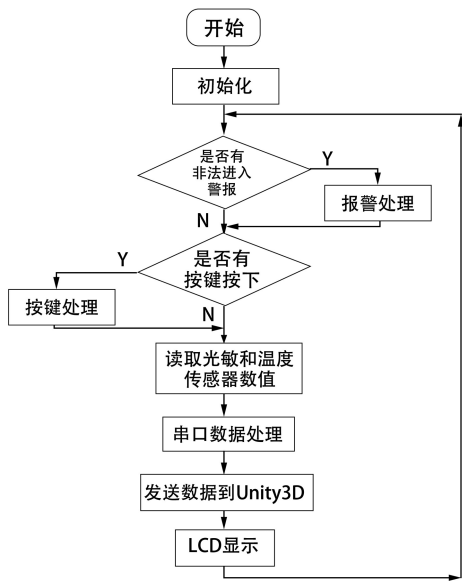 开始
初始化
是否有
非法进入
警报
Y
报警处理
N
是否有
按键按下
Y
按键处理
N
读取光敏和温度
传感器数值
串口数据处理
发送数据到Unity3D
LCD显示